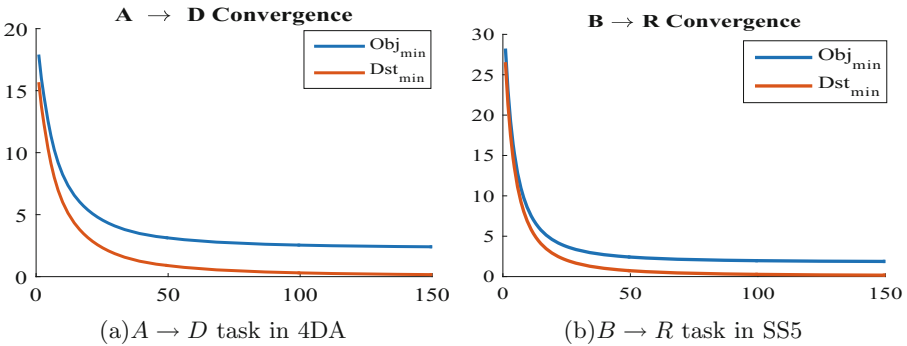 A → D Convergence
20
15
10
5
0
0 50 100 150
Obj_min
Dst_min
(a)A → D task in 4DA
B → R Convergence
30
25
20
15
10
5
0
0 50 100 150
Obj_min
Dst_min
(b)B → R task in SS5